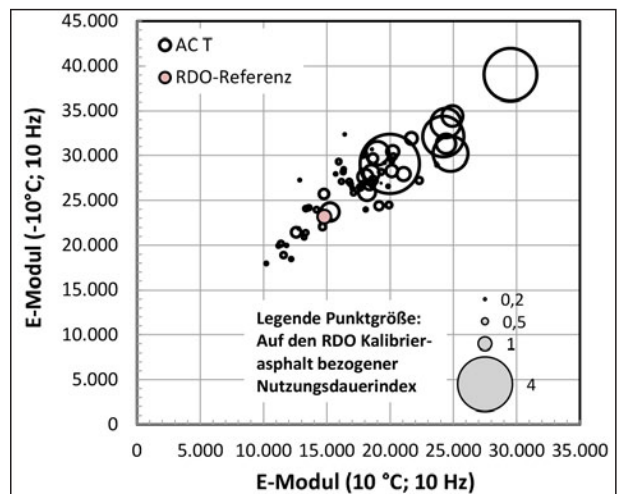 E-Modul (-10°C; 10 Hz)
45.000
40.000
35.000
30.000
25.000
20.000
15.000
10.000
5.000
0
AC T
RDO-Referenz
Legende Punktgröße:
Auf den RDO Kalibrier-
asphalt bezogener
Nutzungsdauerindex
0,2
0,5
1
4
0 5.000 10.000 15.000 20.000 25.000 30.000 35.000
E-Modul (10 °C; 10 Hz)